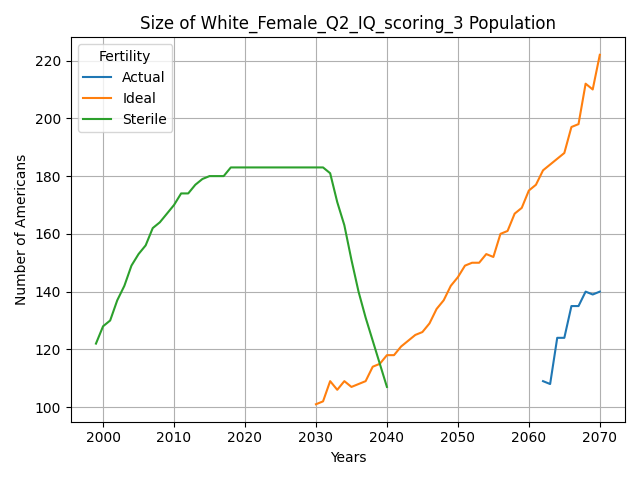 Size of White_Female_Q2_IQ_scoring_3 Population
Fertility
Actual
Ideal
Sterile
Number of Americans
220
200
180
160
140
120
100
2000 2010 2020 2030 2040 2050 2060 2070
Years